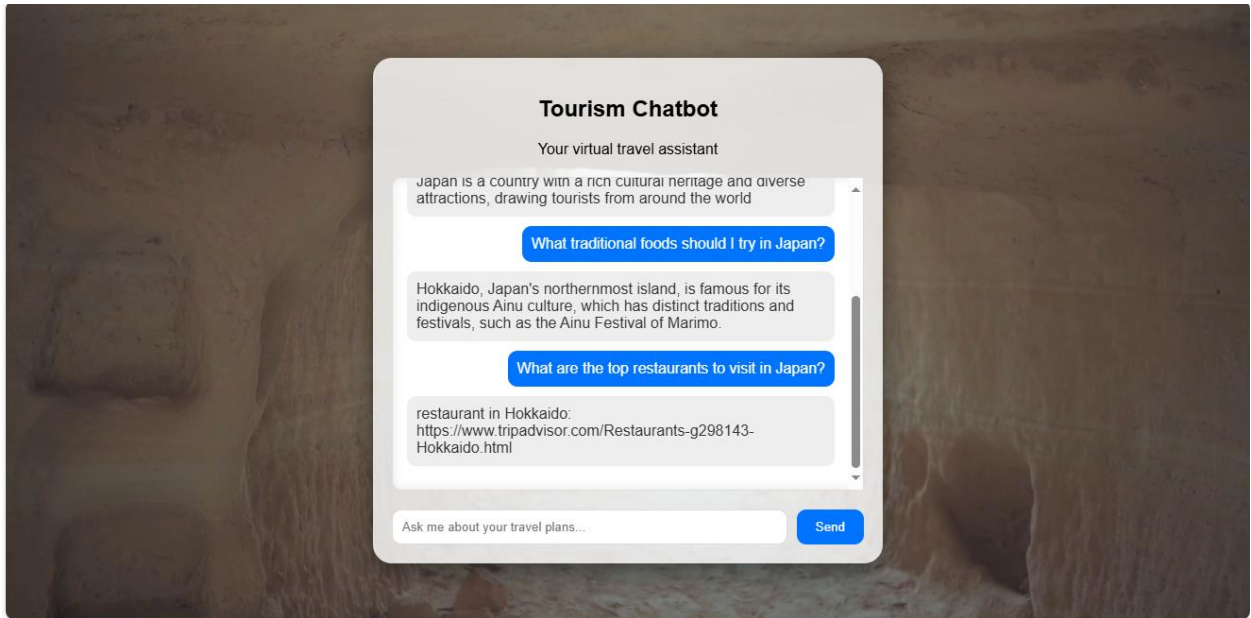 Tourism Chatbot
Your virtual travel assistant
Japan is a country with a rich cultural heritage and diverse
attractions, drawing tourists from around the world
What traditional foods should I try in Japan?
Hokkaido, Japan's northernmost island, is famous for its
indigenous Ainu culture, which has distinct traditions and
festivals, such as the Ainu Festival of Marimo.
What are the top restaurants to visit in Japan?
restaurant in Hokkaido:
https://www.tripadvisor.com/Restaurants-g298143-
Hokkaido.html
Ask me about your travel plans...
Send